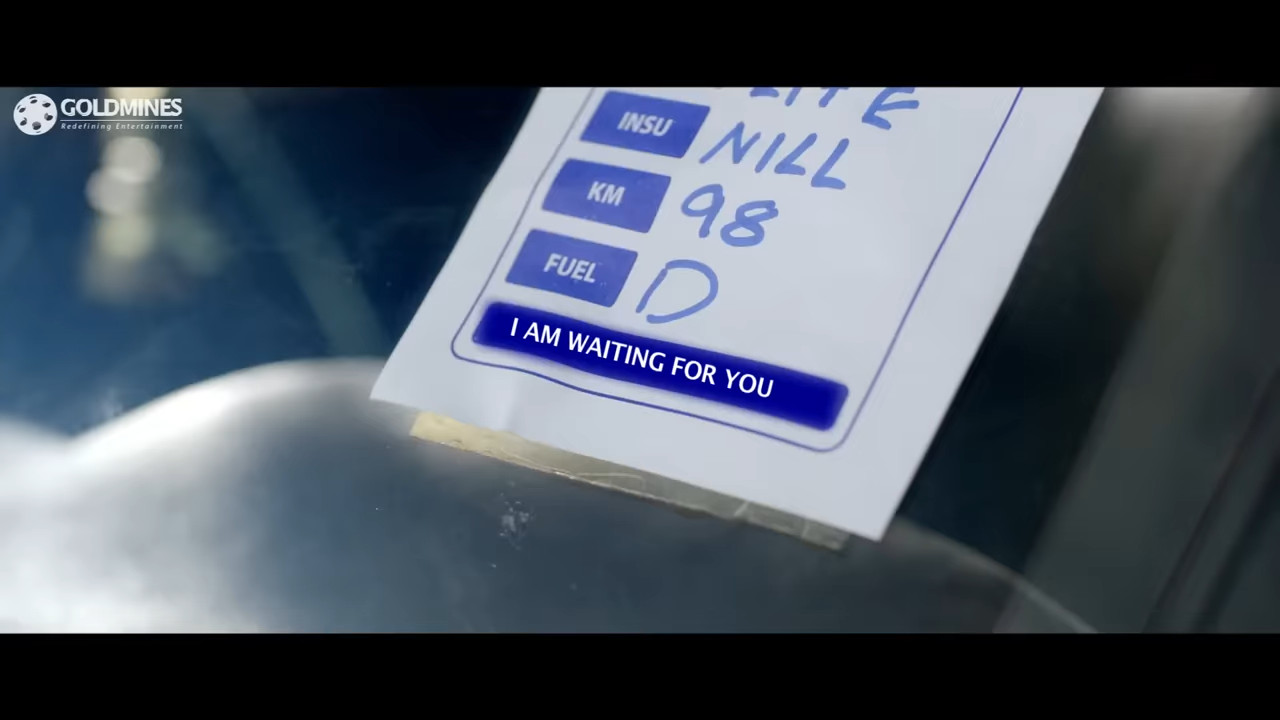 GOLDMINES
Redefining Entertainment
INSU NILL
KM 98
FUEL D
I AM WAITING FOR YOU